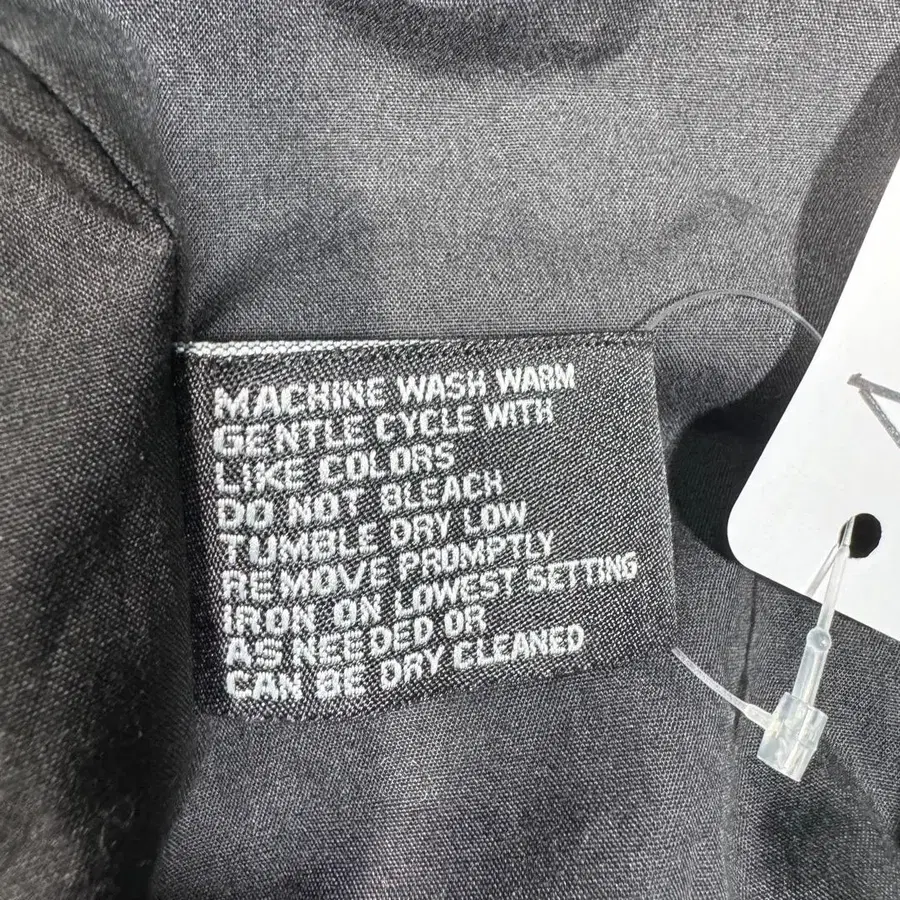 MACHINE WASH WARM
GENTLE CYCLE WITH
LIKE COLORS
DO NOT BLEACH
TUMBLE DRY LOW
REMOVE PROMPTLY
IRON ON LOWEST SETTING
AS NEEDED OR
CAN BE DRY CLEANED